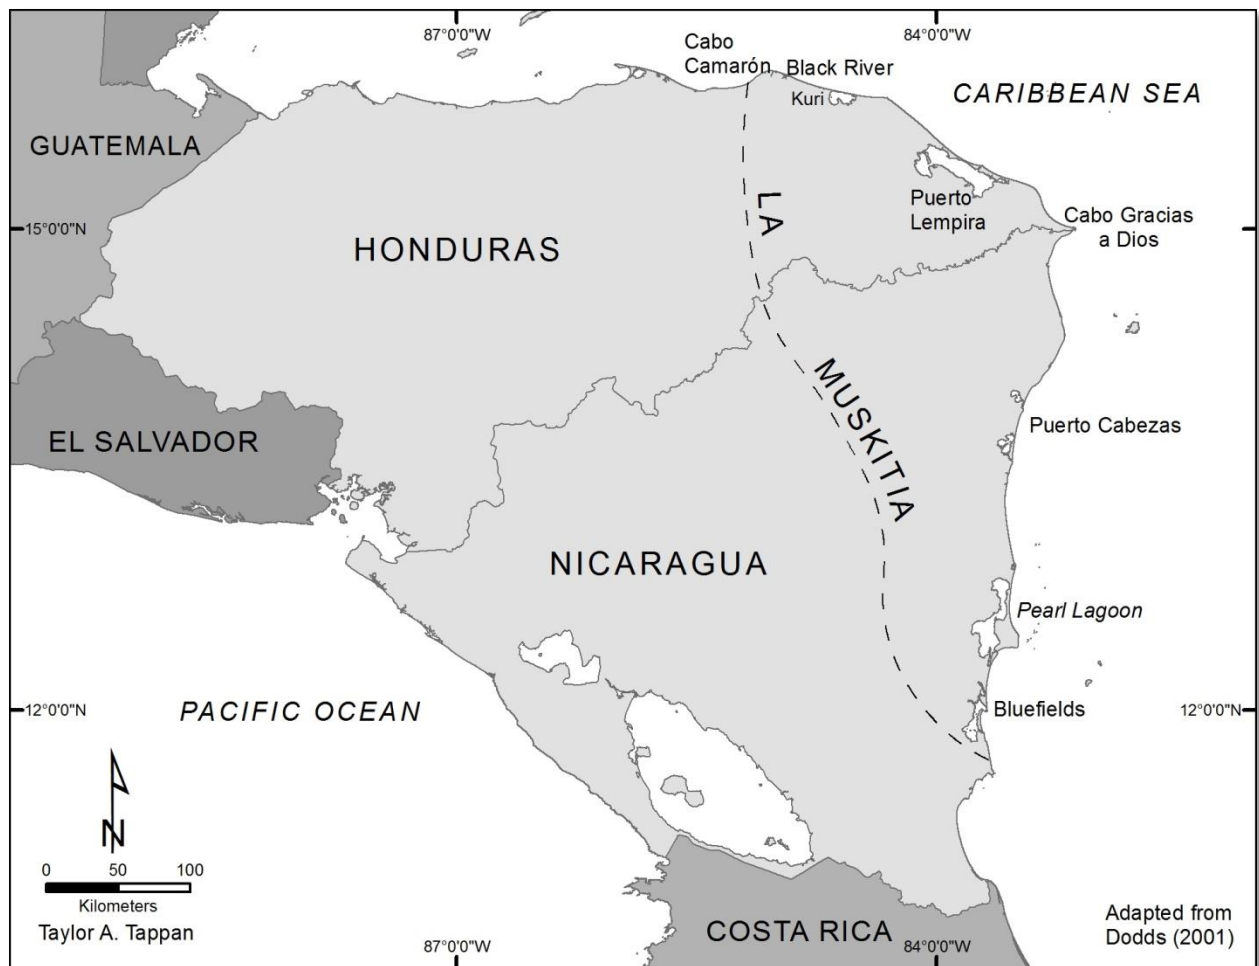 87°0'0"W
84°0'0"W
Cabo
Camarón
Black River
Kuri
CARIBBEAN SEA
GUATEMALA
LA
Puerto
Lempira
Cabo Gracias
a Dios
15°0'0"N
HONDURAS
MUSKITIA
EL SALVADOR
Puerto Cabezas
NICARAGUA
Pearl Lagoon
PACIFIC OCEAN
12°0'0"N
Bluefields
12°0'0"N
N
0 50 100
Kilometers
Taylor A. Tappan
COSTA RICA
Adapted from
Dodds (2001)
87°0'0"W
84°0'0"W